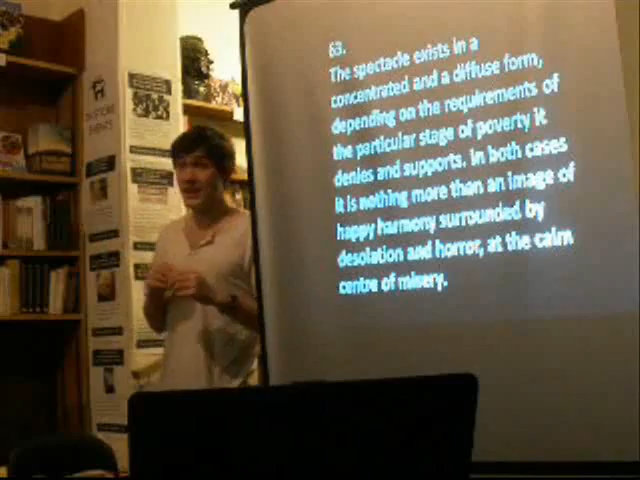 63.
The spectacle exists in a
concentrated and a diffuse form,
depending on the requirements of
the particular stage of poverty it
denies and supports. In both cases
it is nothing more than an image of
happy harmony surrounded by
desolation and horror, at the calm
centre of misery.
EVENTS